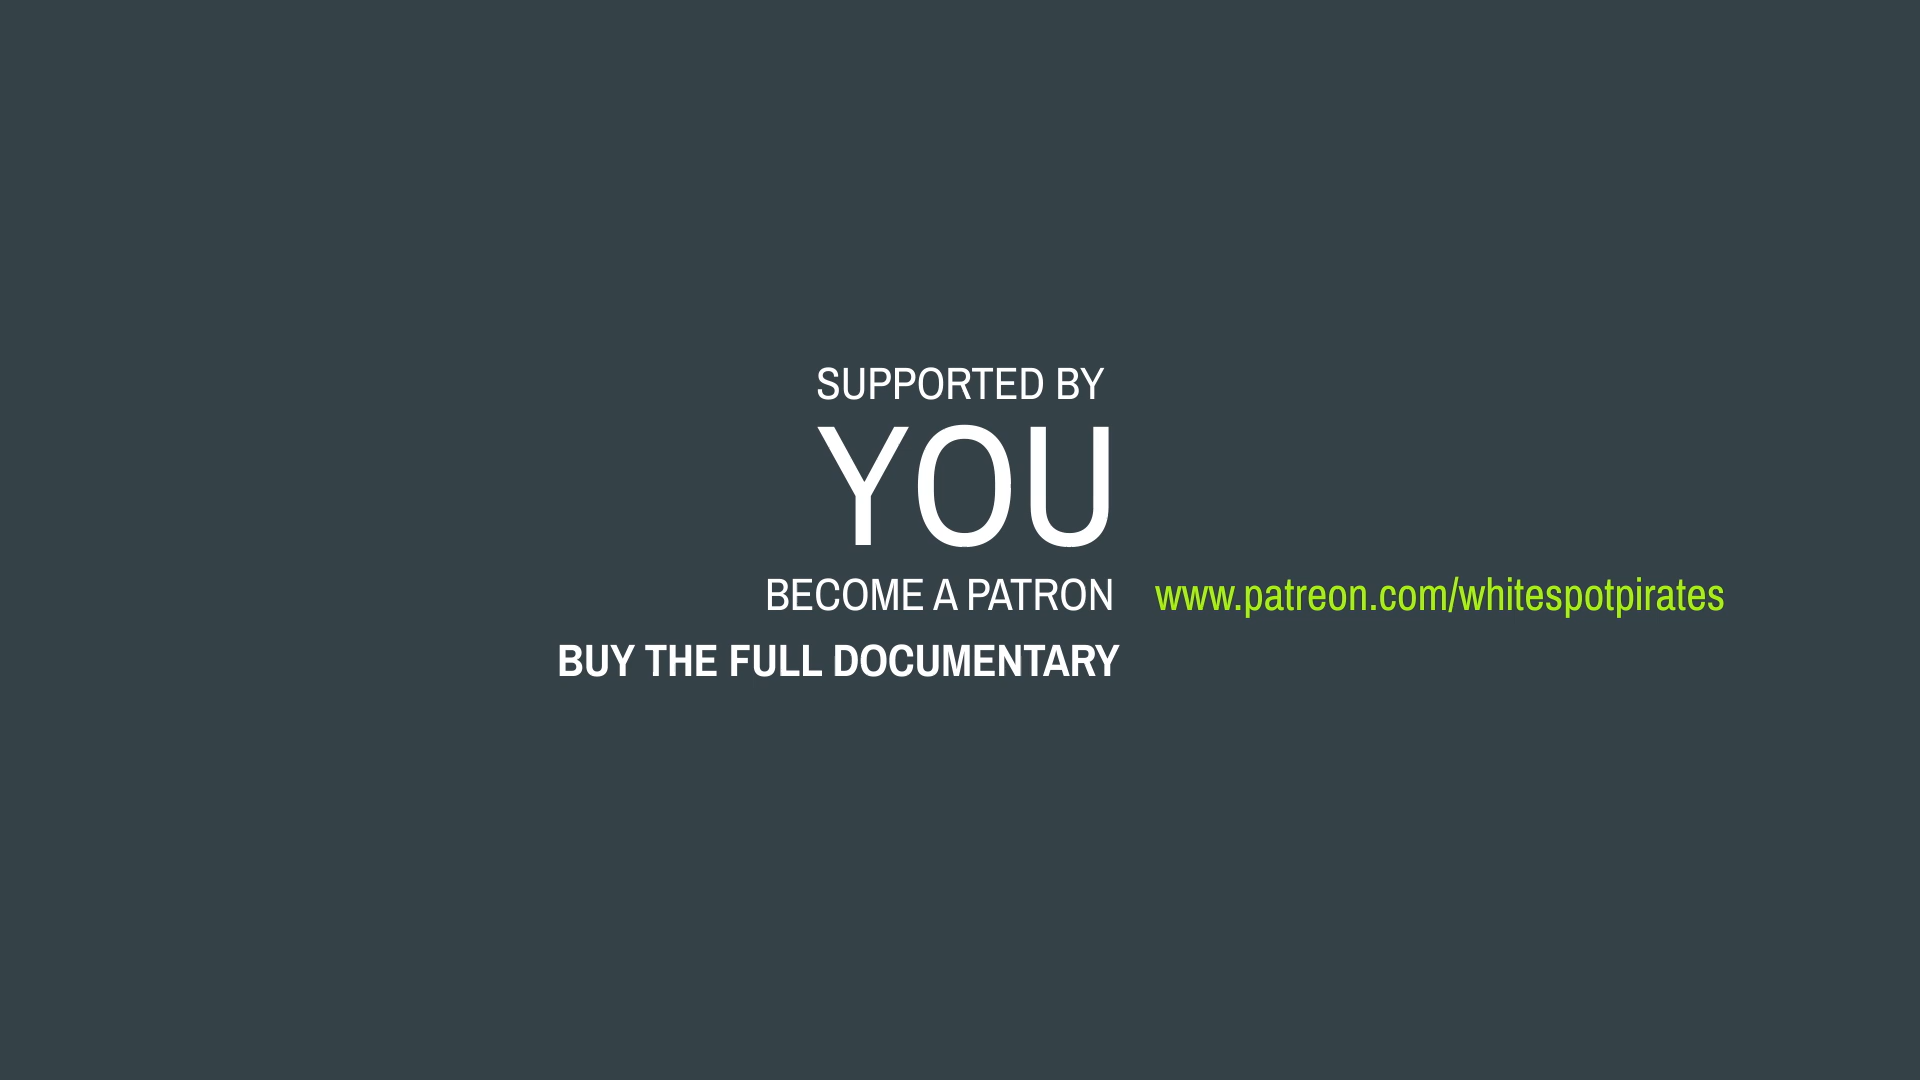 SUPPORTED BY
YOU
BECOME A PATRON www.patreon.com/whitespotpirates
BUY THE FULL DOCUMENTARY